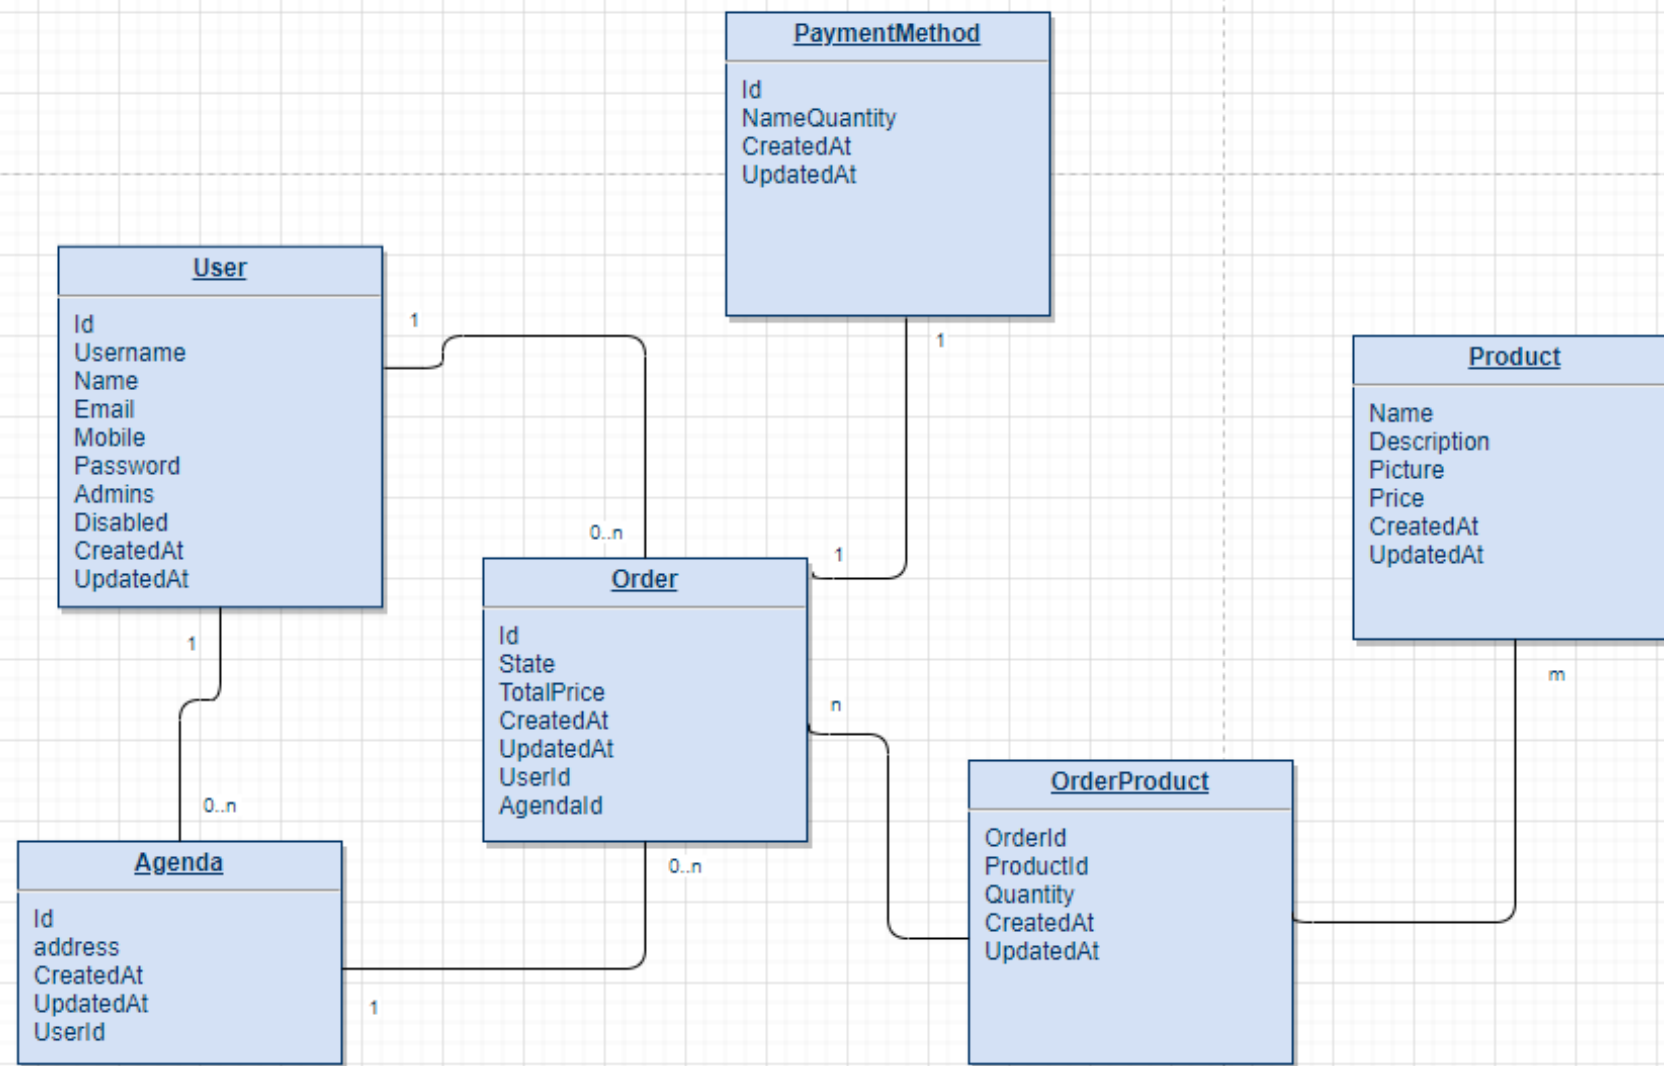 PaymentMethod
Id
NameQuantity
CreatedAt
UpdatedAt
1
User
Id
Username
Name
Email
Mobile
Password
Admins
Disabled
CreatedAt
UpdatedAt
1
1
0..n
0..n
1
Product
Name
Description
Picture
Price
CreatedAt
UpdatedAt
m
Order
Id
State
TotalPrice
CreatedAt
UpdatedAt
UserId
AgendaId
n
0..n
OrderProduct
OrderId
ProductId
Quantity
CreatedAt
UpdatedAt
Agenda
Id
address
CreatedAt
UpdatedAt
UserId
1